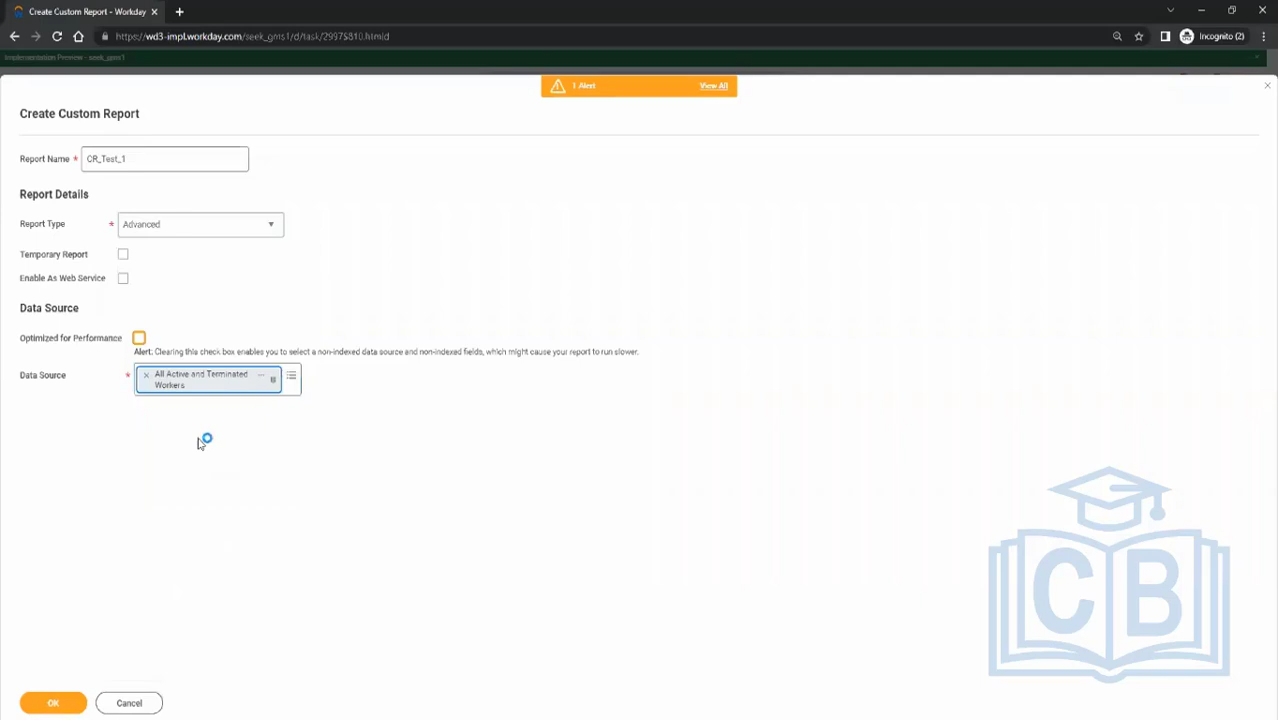 Create Custom Report - Workday
https://wd3-impl.workday.com/seek_gms1/d/task/2997$810.htmld
Incognito (2)
Implementation Preview - seek_gms1
1 Alert
View All
Create Custom Report
Report Name *
CR_Test_1
Report Details
Report Type *
Advanced
Temporary Report
Enable As Web Service
Data Source
Optimized for Performance
Alert: Clearing this check box enables you to select a non-indexed data source and non-indexed fields, which might cause your report to run slower.
Data Source *
All Active and Terminated
Workers
OK
Cancel
CB